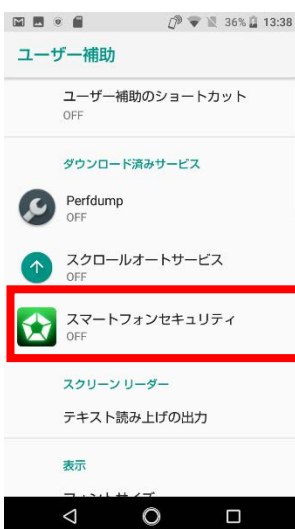 36% 13:38
ユーザー補助
ユーザー補助のショートカット
OFF
ダウンロード済みサービス
Perfdump
OFF
スクロールオートサービス
OFF
スマートフォンセキュリティ
OFF
スクリーン リーダー
テキスト読み上げの出力
表示